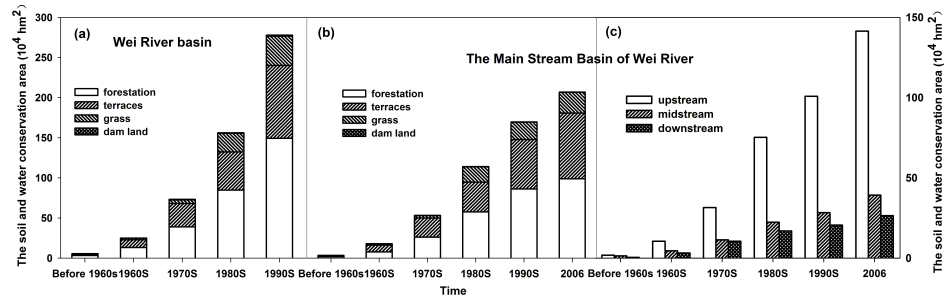 The soil and water conservation area (10⁴ hm²)
300
250
200
150
100
50
0
(a)
Wei River basin
forestation
terraces
grass
dam land
Before 1960s 1960S 1970S 1980S 1990S
(b)
The Main Stream Basin of Wei River
forestation
terraces
grass
dam land
Before 1960s 1960S 1970S 1980S 1990S 2006
(c)
upstream
midstream
downstream
Before 1960s 1960S 1970S 1980S 1990S 2006
150
100
50
0
The soil and water conservation area (10⁴ hm²)
Time